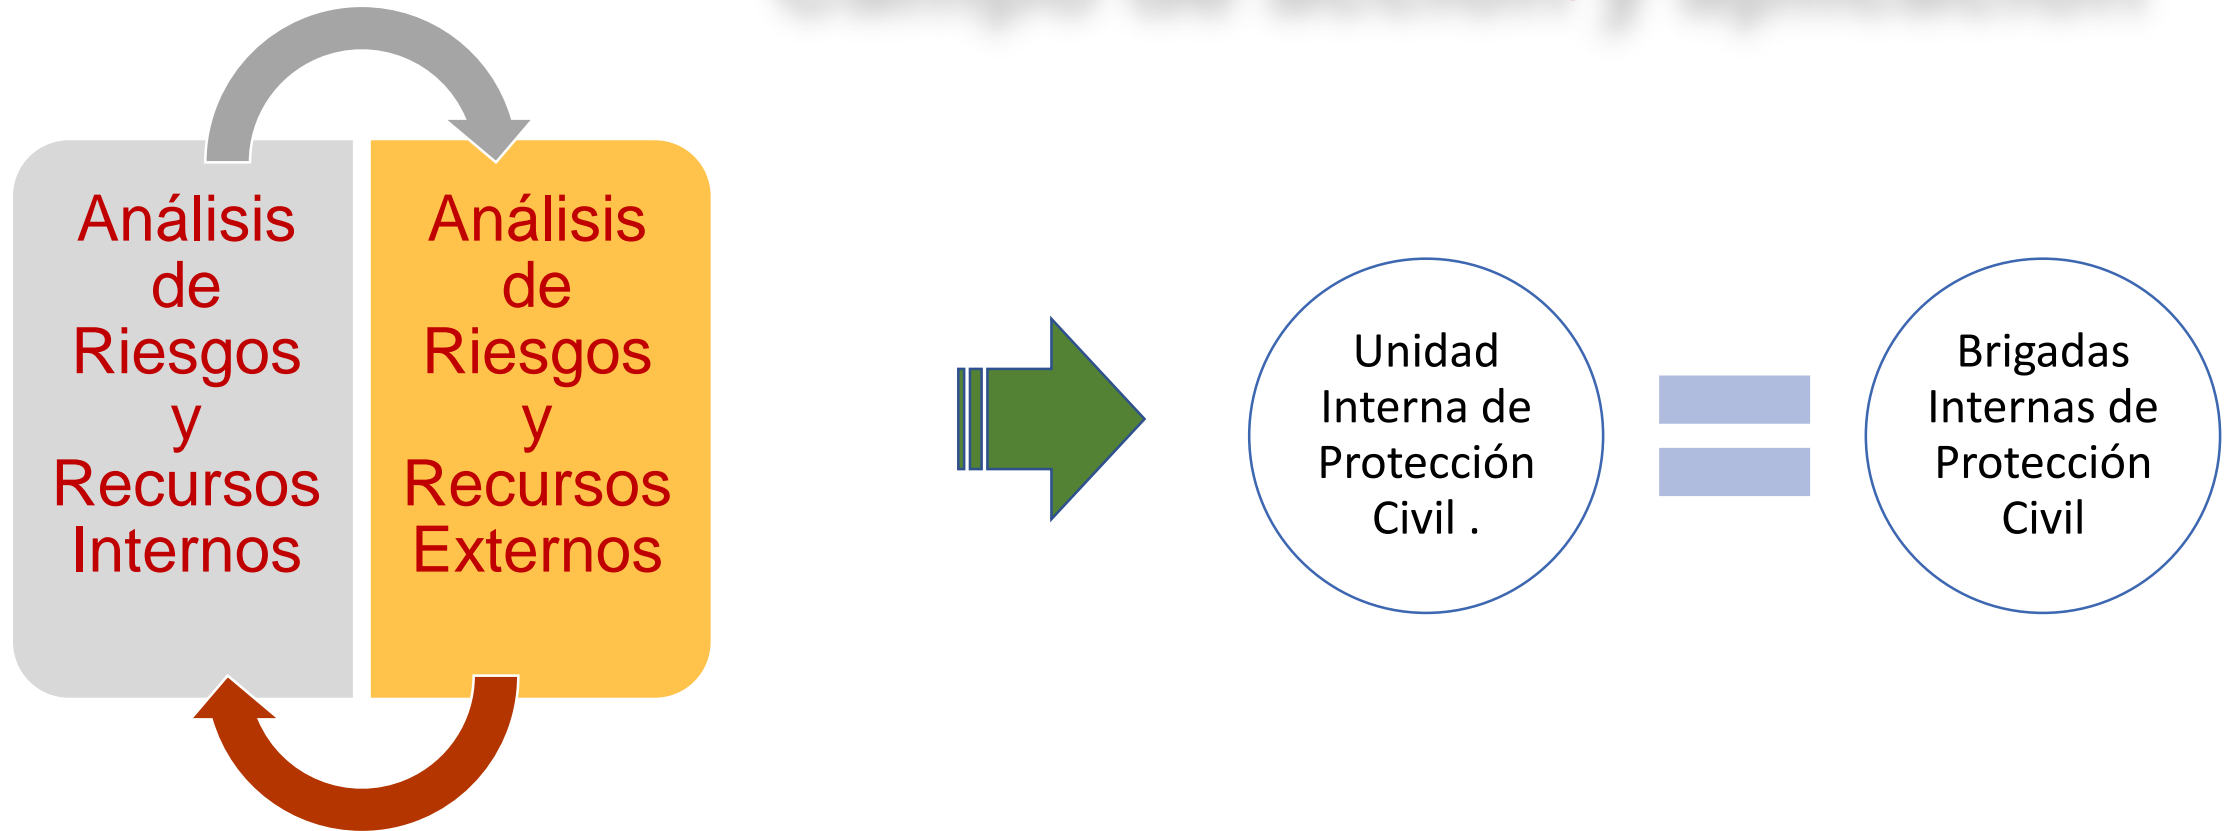 Análisis
de
Riesgos
y
Recursos
Internos
Análisis
de
Riesgos
y
Recursos
Externos
Unidad
Interna de
Protección
Civil .
Brigadas
Internas de
Protección
Civil